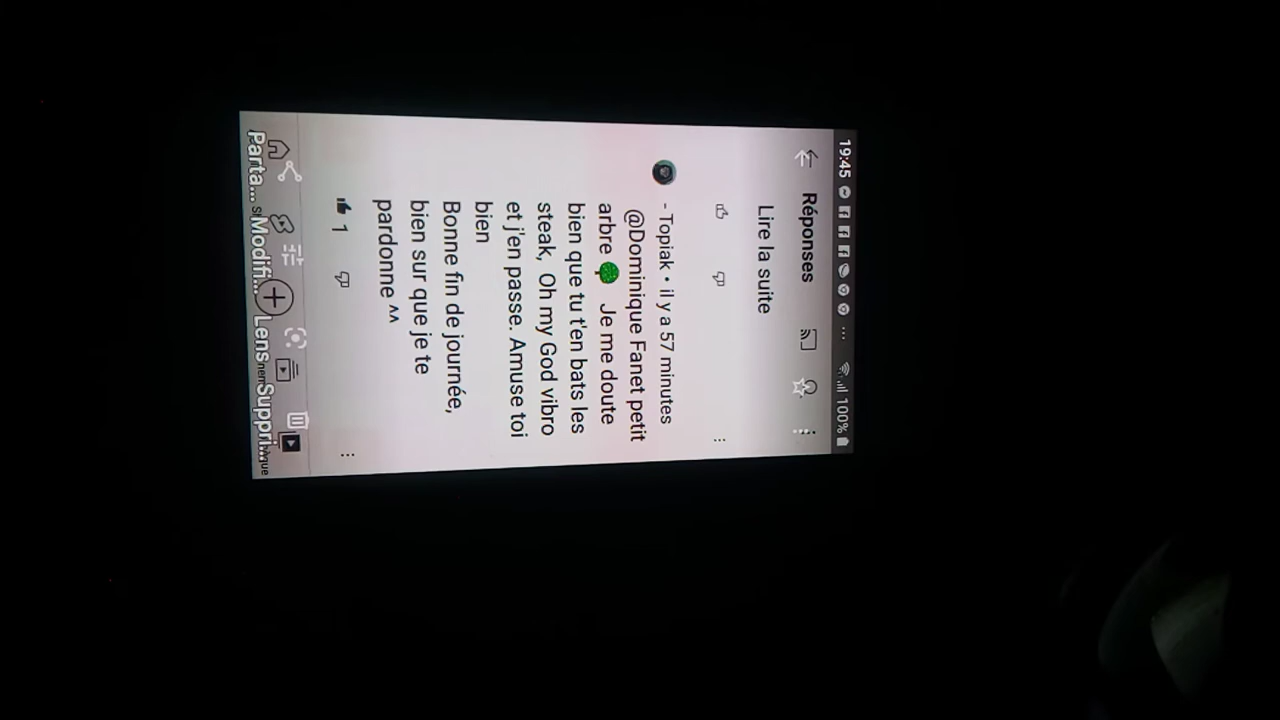 19:45 ... 100%
Réponses
Lire la suite
- Topiak • il y a 57 minutes
@Dominique Fanet petit
arbre 🌳 Je me doute
bien que tu t'en bats les
steak, Oh my God vibro
et j'en passe. Amuse toi
bien
Bonne fin de journée,
bien sur que je te
pardonne ^^
1
Parta... Modifi... Lens Suppri...